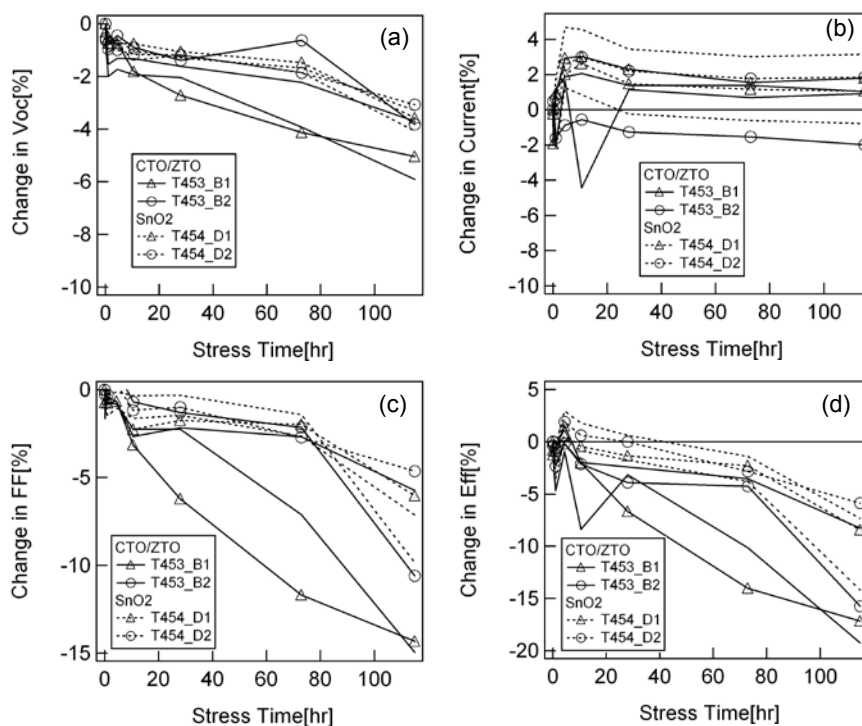 (a)
Change in Voc[%]
0
-2
-4
-6
-8
-10
CTO/ZTO
T453_B1
T453_B2
SnO2
T454_D1
T454_D2
0 20 40 60 80 100
Stress Time[hr]
(b)
Change in Current[%]
4
2
0
2
4
6
8
-10
CTO/ZTO
T453_B1
T453_B2
SnO2
T454_D1
T454_D2
0 20 40 60 80 100
Stress Time[hr]
(c)
Change in FF[%]
0
-5
-10
-15
CTO/ZTO
T453_B1
T453_B2
SnO2
T454_D1
T454_D2
0 20 40 60 80 100
Stress Time[hr]
(d)
Change in Eff[%]
5
0
-5
-10
-15
-20
CTO/ZTO
T453_B1
T453_B2
SnO2
T454_D1
T454_D2
0 20 40 60 80 100
Stress Time[hr]